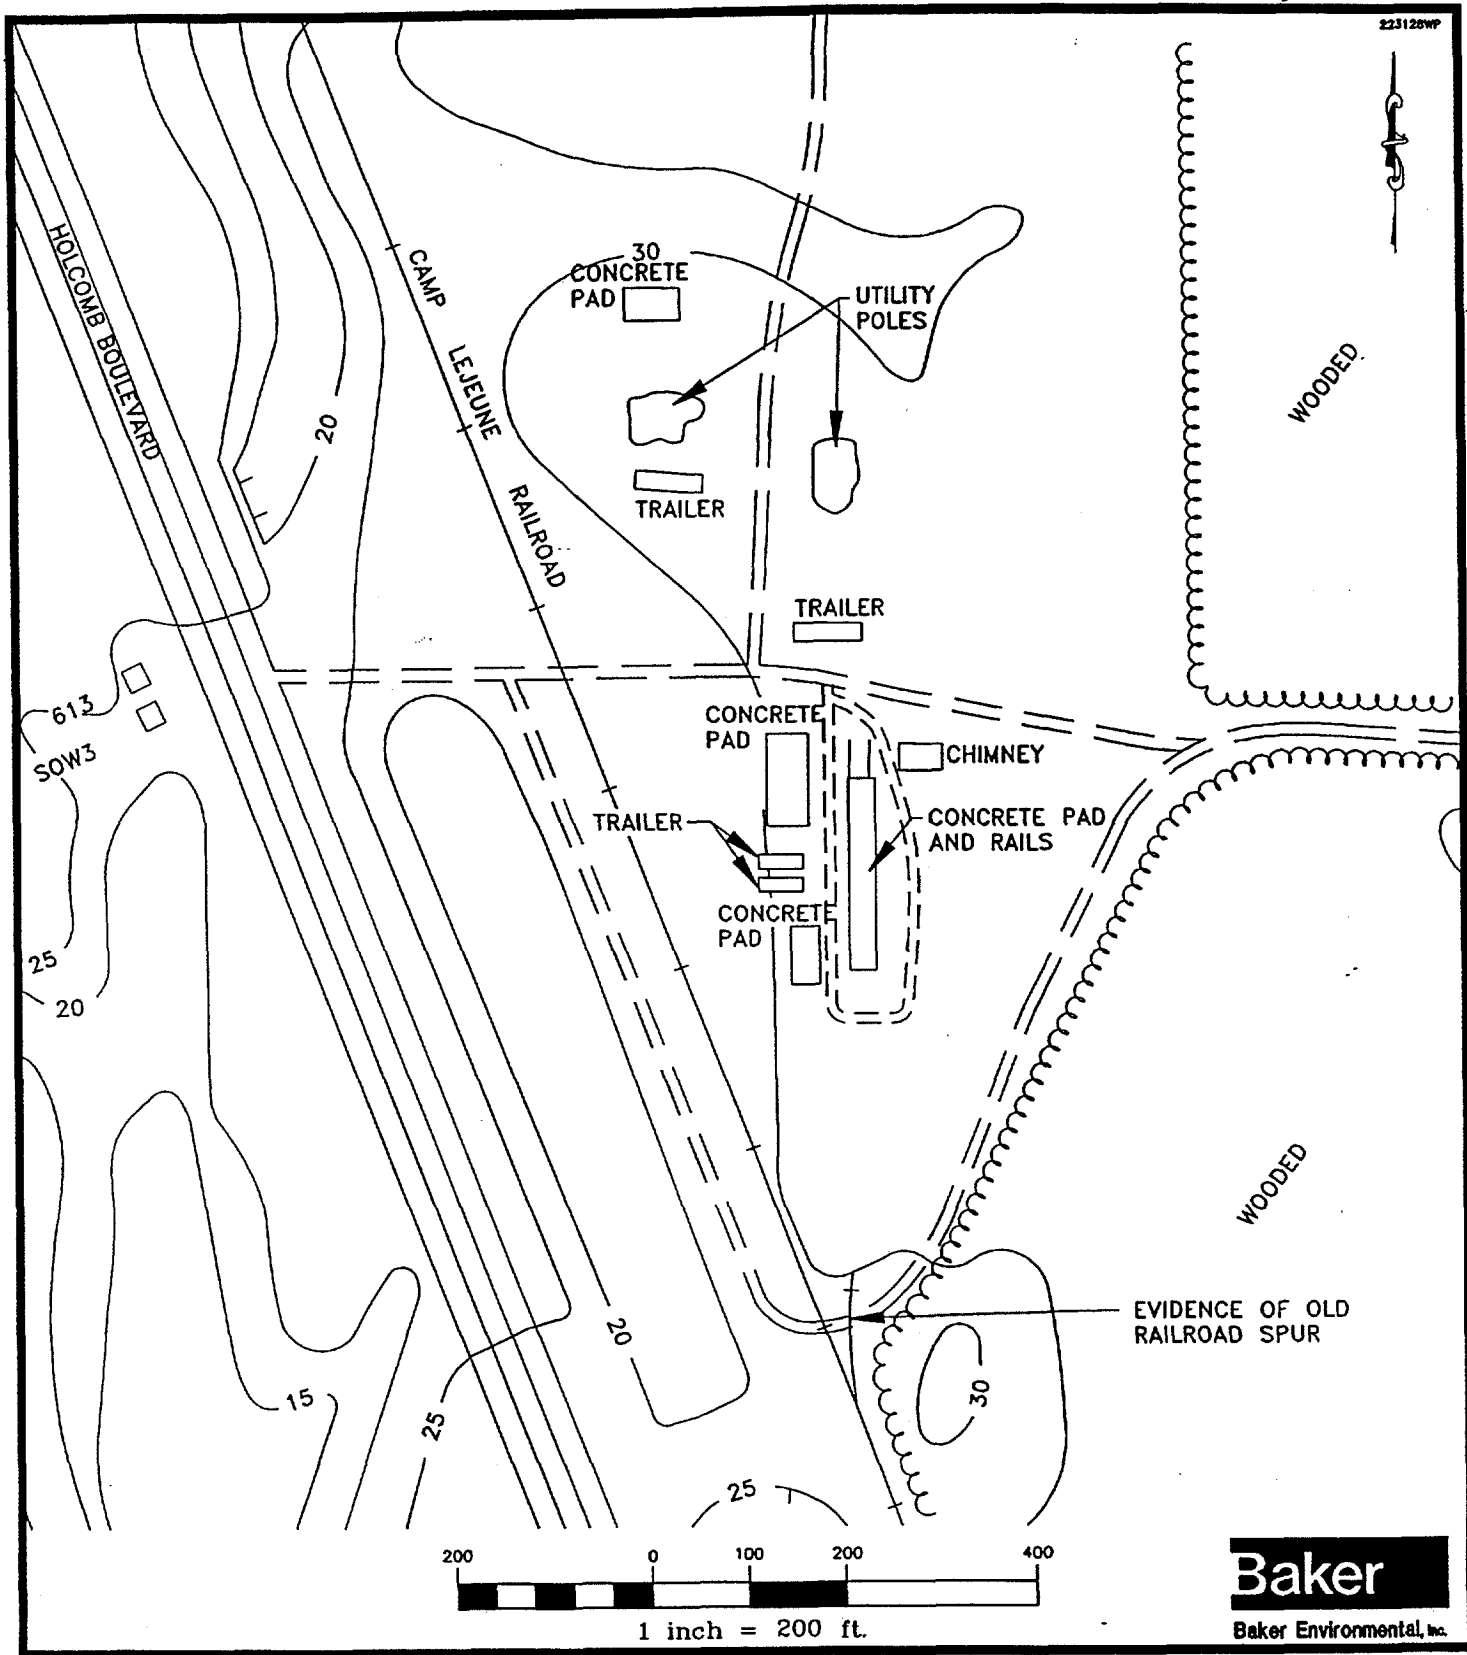 223128WP
HOLCOMB BOULEVARD
CAMP LEJEUNE RAILROAD
30
CONCRETE
PAD
UTILITY
POLES
WOODED
20
TRAILER
TRAILER
613
SOW3
CONCRETE
PAD
CHIMNEY
TRAILER
CONCRETE PAD
AND RAILS
CONCRETE
PAD
25
20
WOODED
EVIDENCE OF OLD
RAILROAD SPUR
20
30
15
25
25
200 0 100 200 400
1 inch = 200 ft.
Baker
Baker Environmental, Inc.